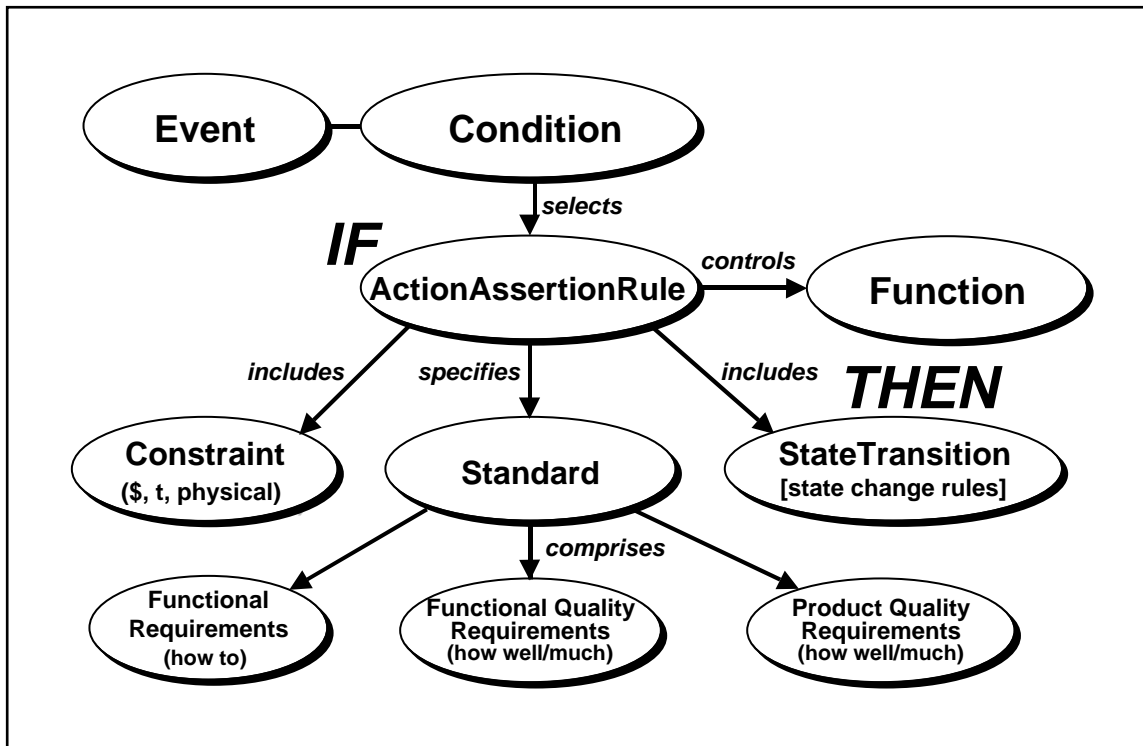 Event
Condition
selects
IF
ActionAssertionRule
controls
Function
includes
specifies
includes
THEN
Constraint
($, t, physical)
Standard
StateTransition
[state change rules]
comprises
Functional
Requirements
(how to)
Functional Quality
Requirements
(how well/much)
Product Quality
Requirements
(how well/much)